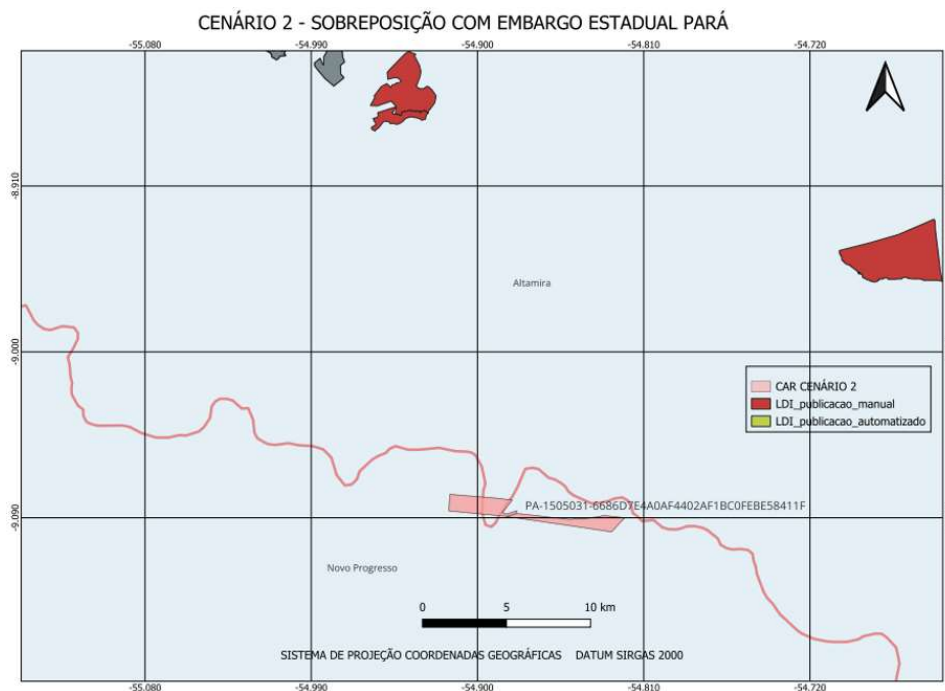 CENÁRIO 2 - SOBREPOSIÇÃO COM EMBARGO ESTADUAL PARÁ
-55.080 -54.990 -54.900 -54.810 -54.720
-8.910
Altamira
-9.000
CAR CENÁRIO 2
LDI_publicacao_manual
LDI_publicacao_automatizado
PA-1505031-6686D7E4A0AF4402AF1BC0FEBE58411F
-9.090
Novo Progresso
0 5 10 km
SISTEMA DE PROJEÇÃO COORDENADAS GEOGRÁFICAS DATUM SIRGAS 2000
-55.080 -54.990 -54.900 -54.810 -54.720